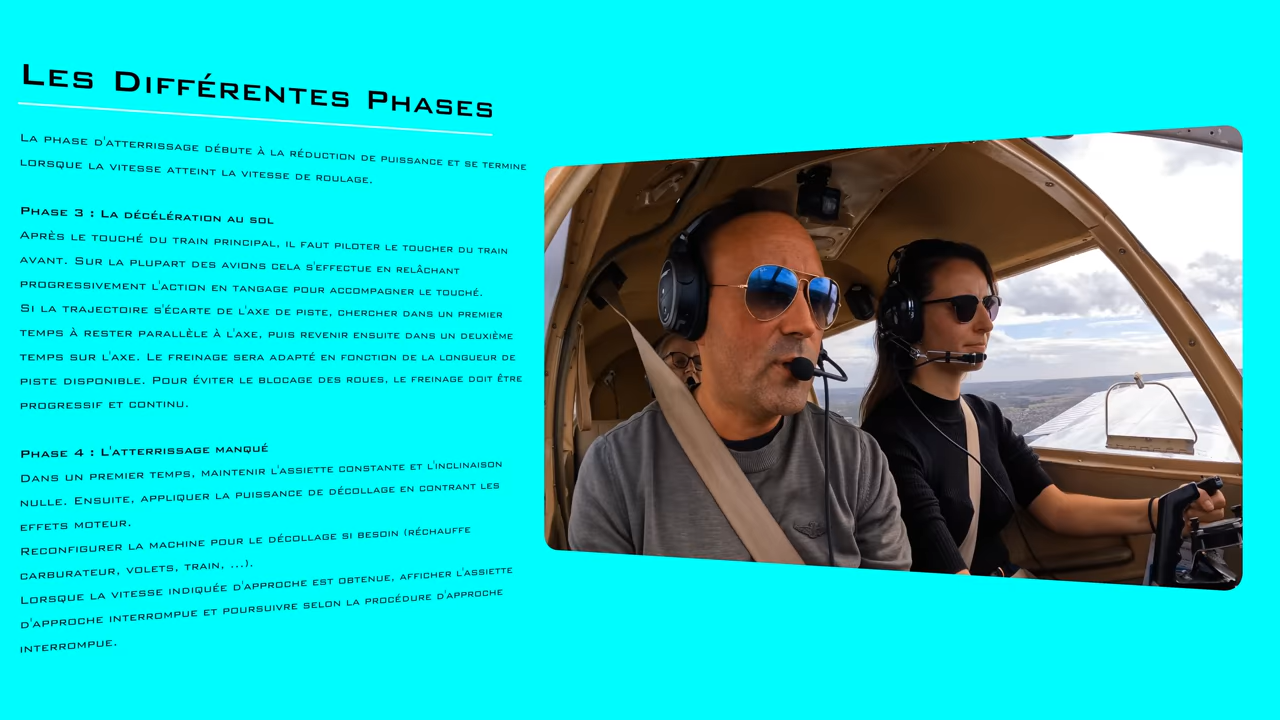 Les Différentes Phases
La phase d'atterrissage débute à la réduction de puissance et se termine
lorsque la vitesse atteint la vitesse de roulage.
Phase 3 : La décélération au sol
Après le touché du train principal, il faut piloter le toucher du train
avant. Sur la plupart des avions cela s'effectue en relâchant
progressivement l'action en tangage pour accompagner le touché.
Si la trajectoire s'écarte de l'axe de piste, chercher dans un premier
temps à rester parallèle à l'axe, puis revenir ensuite dans un deuxième
temps sur l'axe. Le freinage sera adapté en fonction de la longueur de
piste disponible. Pour éviter le blocage des roues, le freinage doit être
progressif et continu.
Phase 4 : L'atterrissage manqué
Dans un premier temps, maintenir l'assiette constante et l'inclinaison
nulle. Ensuite, appliquer la puissance de décollage en contrant les
effets moteur.
Reconfigurer la machine pour le décollage si besoin (réchauffe
carburateur, volets, train, ...).
Lorsque la vitesse indiquée d'approche est obtenue, afficher l'assiette
d'approche interrompue et poursuivre selon la procédure d'approche
interrompue.